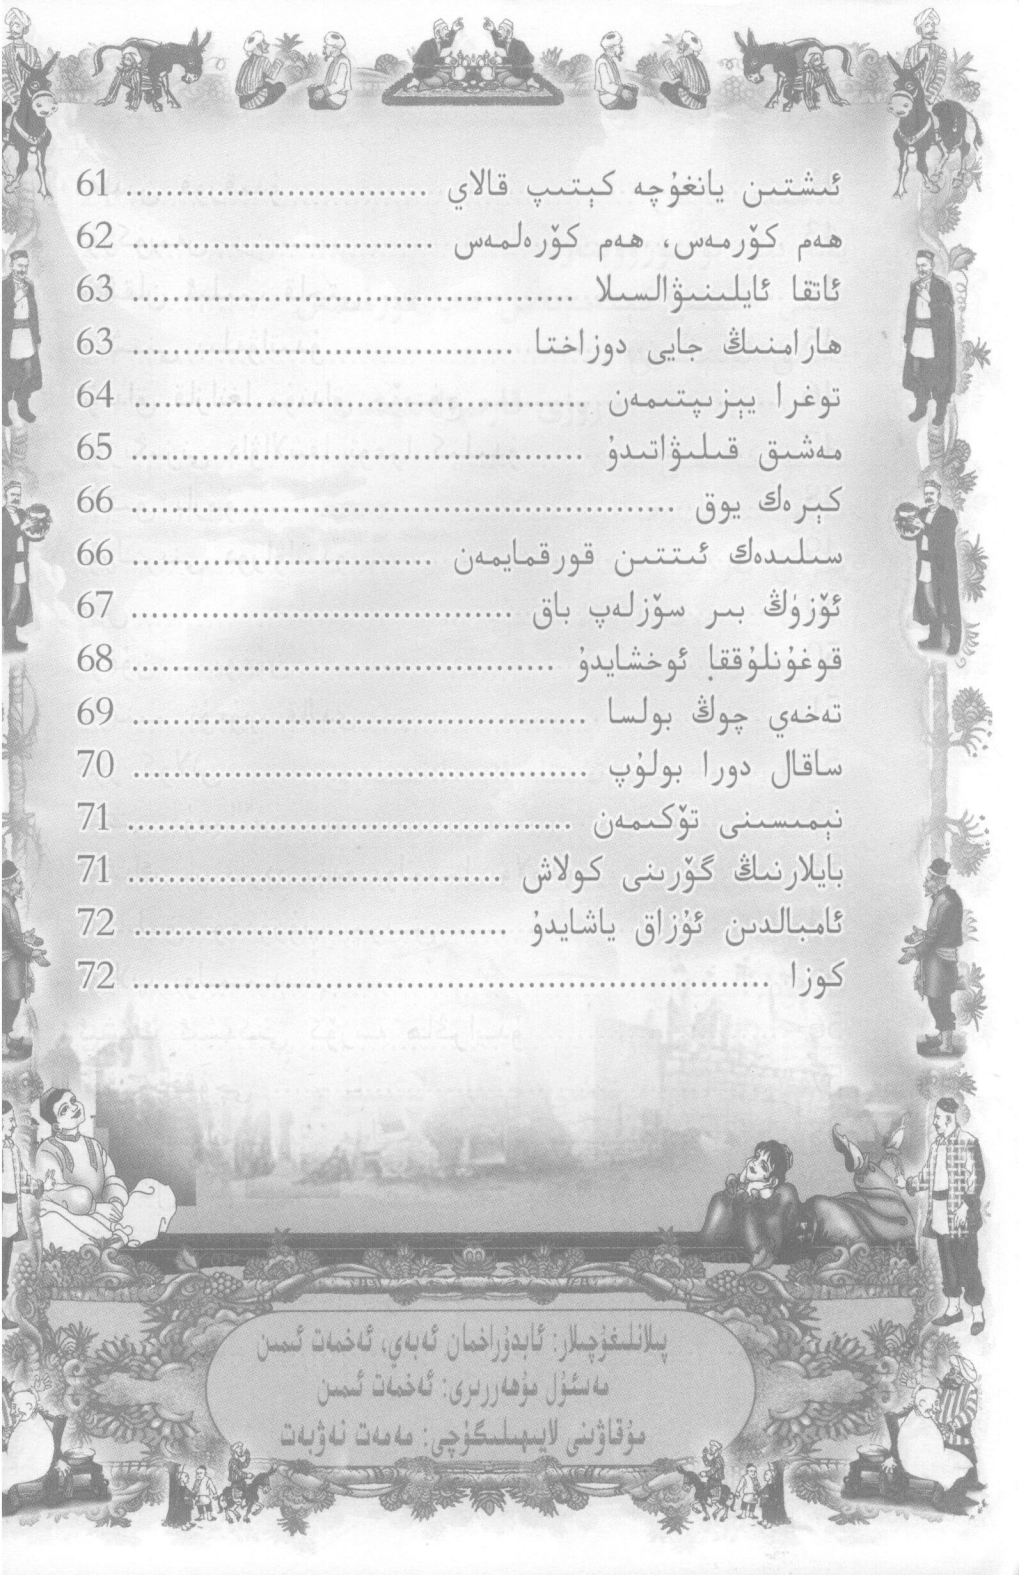 ئىشتىن يانغۇچە كېتىپ قالاي .............................. 61
ھەم كۆرمەس، ھەم كۆرەلمەس .............................. 62
ئاتقا ئايلىنىۋالسىلا .............................................. 63
ھارامنىڭ جايى دوزاختا ...................................... 63
توغرا يېزىپتىمەن ............................................. 64
مەشىق قىلىۋاتىدۇ ............................................. 65
كېرەك يوق ...................................................... 66
سىلىدەك ئىتتىن قورقمايمەن .............................. 66
ئۆزۈڭ بىر سۆزلەپ باق ...................................... 67
قوغۇنلۇققا ئوخشايدۇ .......................................... 68
تەخەي چوڭ بولسا ............................................. 69
ساقال دورا بولۇپ ............................................. 70
نېمىسىنى تۆكىمەن ............................................ 71
بايلارنىڭ گۆرىنى كولاش ..................................... 71
ئامبالدىن ئۇزاق ياشايدۇ ..................................... 72
كوزا ............................................................... 72
پىلانلىغۇچىلار: ئابدۇراخمان ئەبەي، ئەخمەت ئىمىن
مەسئۇل مۇھەررىرى: ئەخمەت ئىمىن
مۇقاۋىنى لايىھىلىگۈچى: مەمەت نەۋبەت